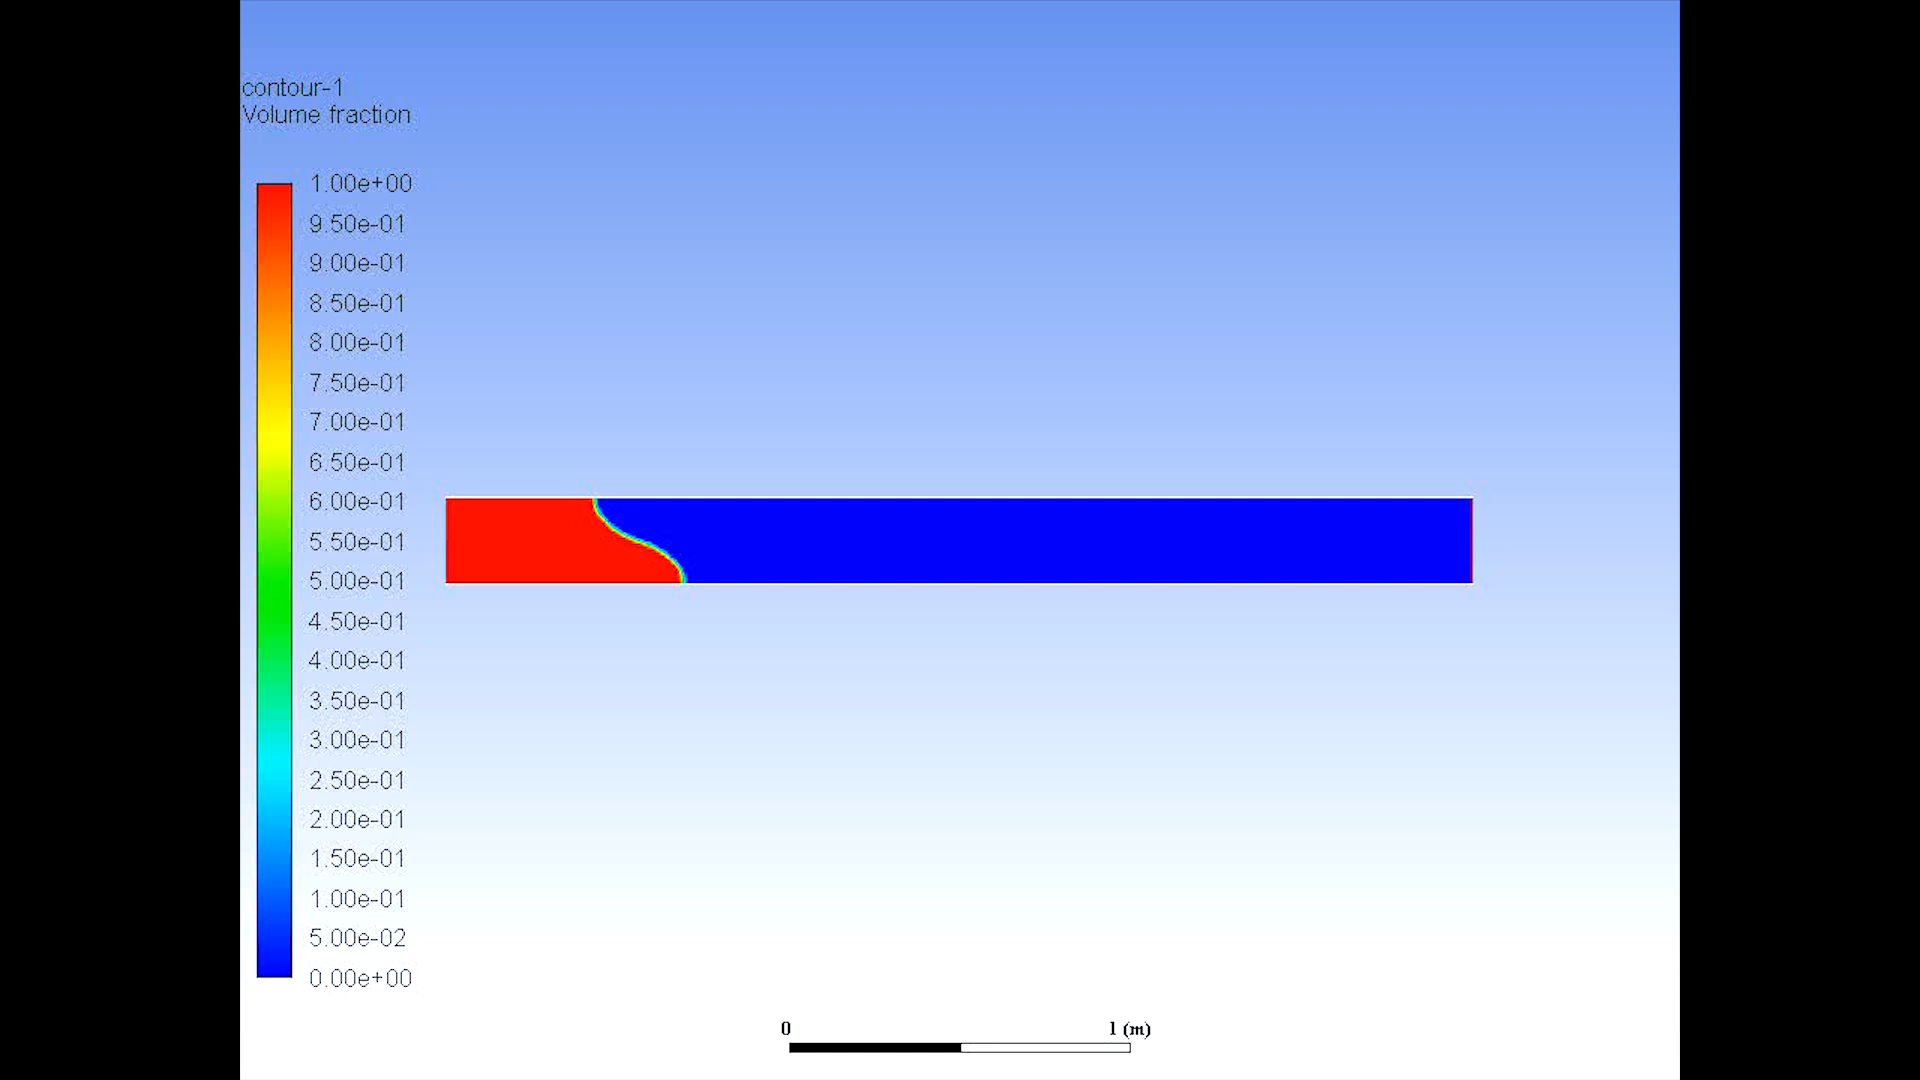 contour-1
Volume fraction
1.00e+00
9.50e-01
9.00e-01
8.50e-01
8.00e-01
7.50e-01
7.00e-01
6.50e-01
6.00e-01
5.50e-01
5.00e-01
4.50e-01
4.00e-01
3.50e-01
3.00e-01
2.50e-01
2.00e-01
1.50e-01
1.00e-01
5.00e-02
0.00e+00
0 1 (m)